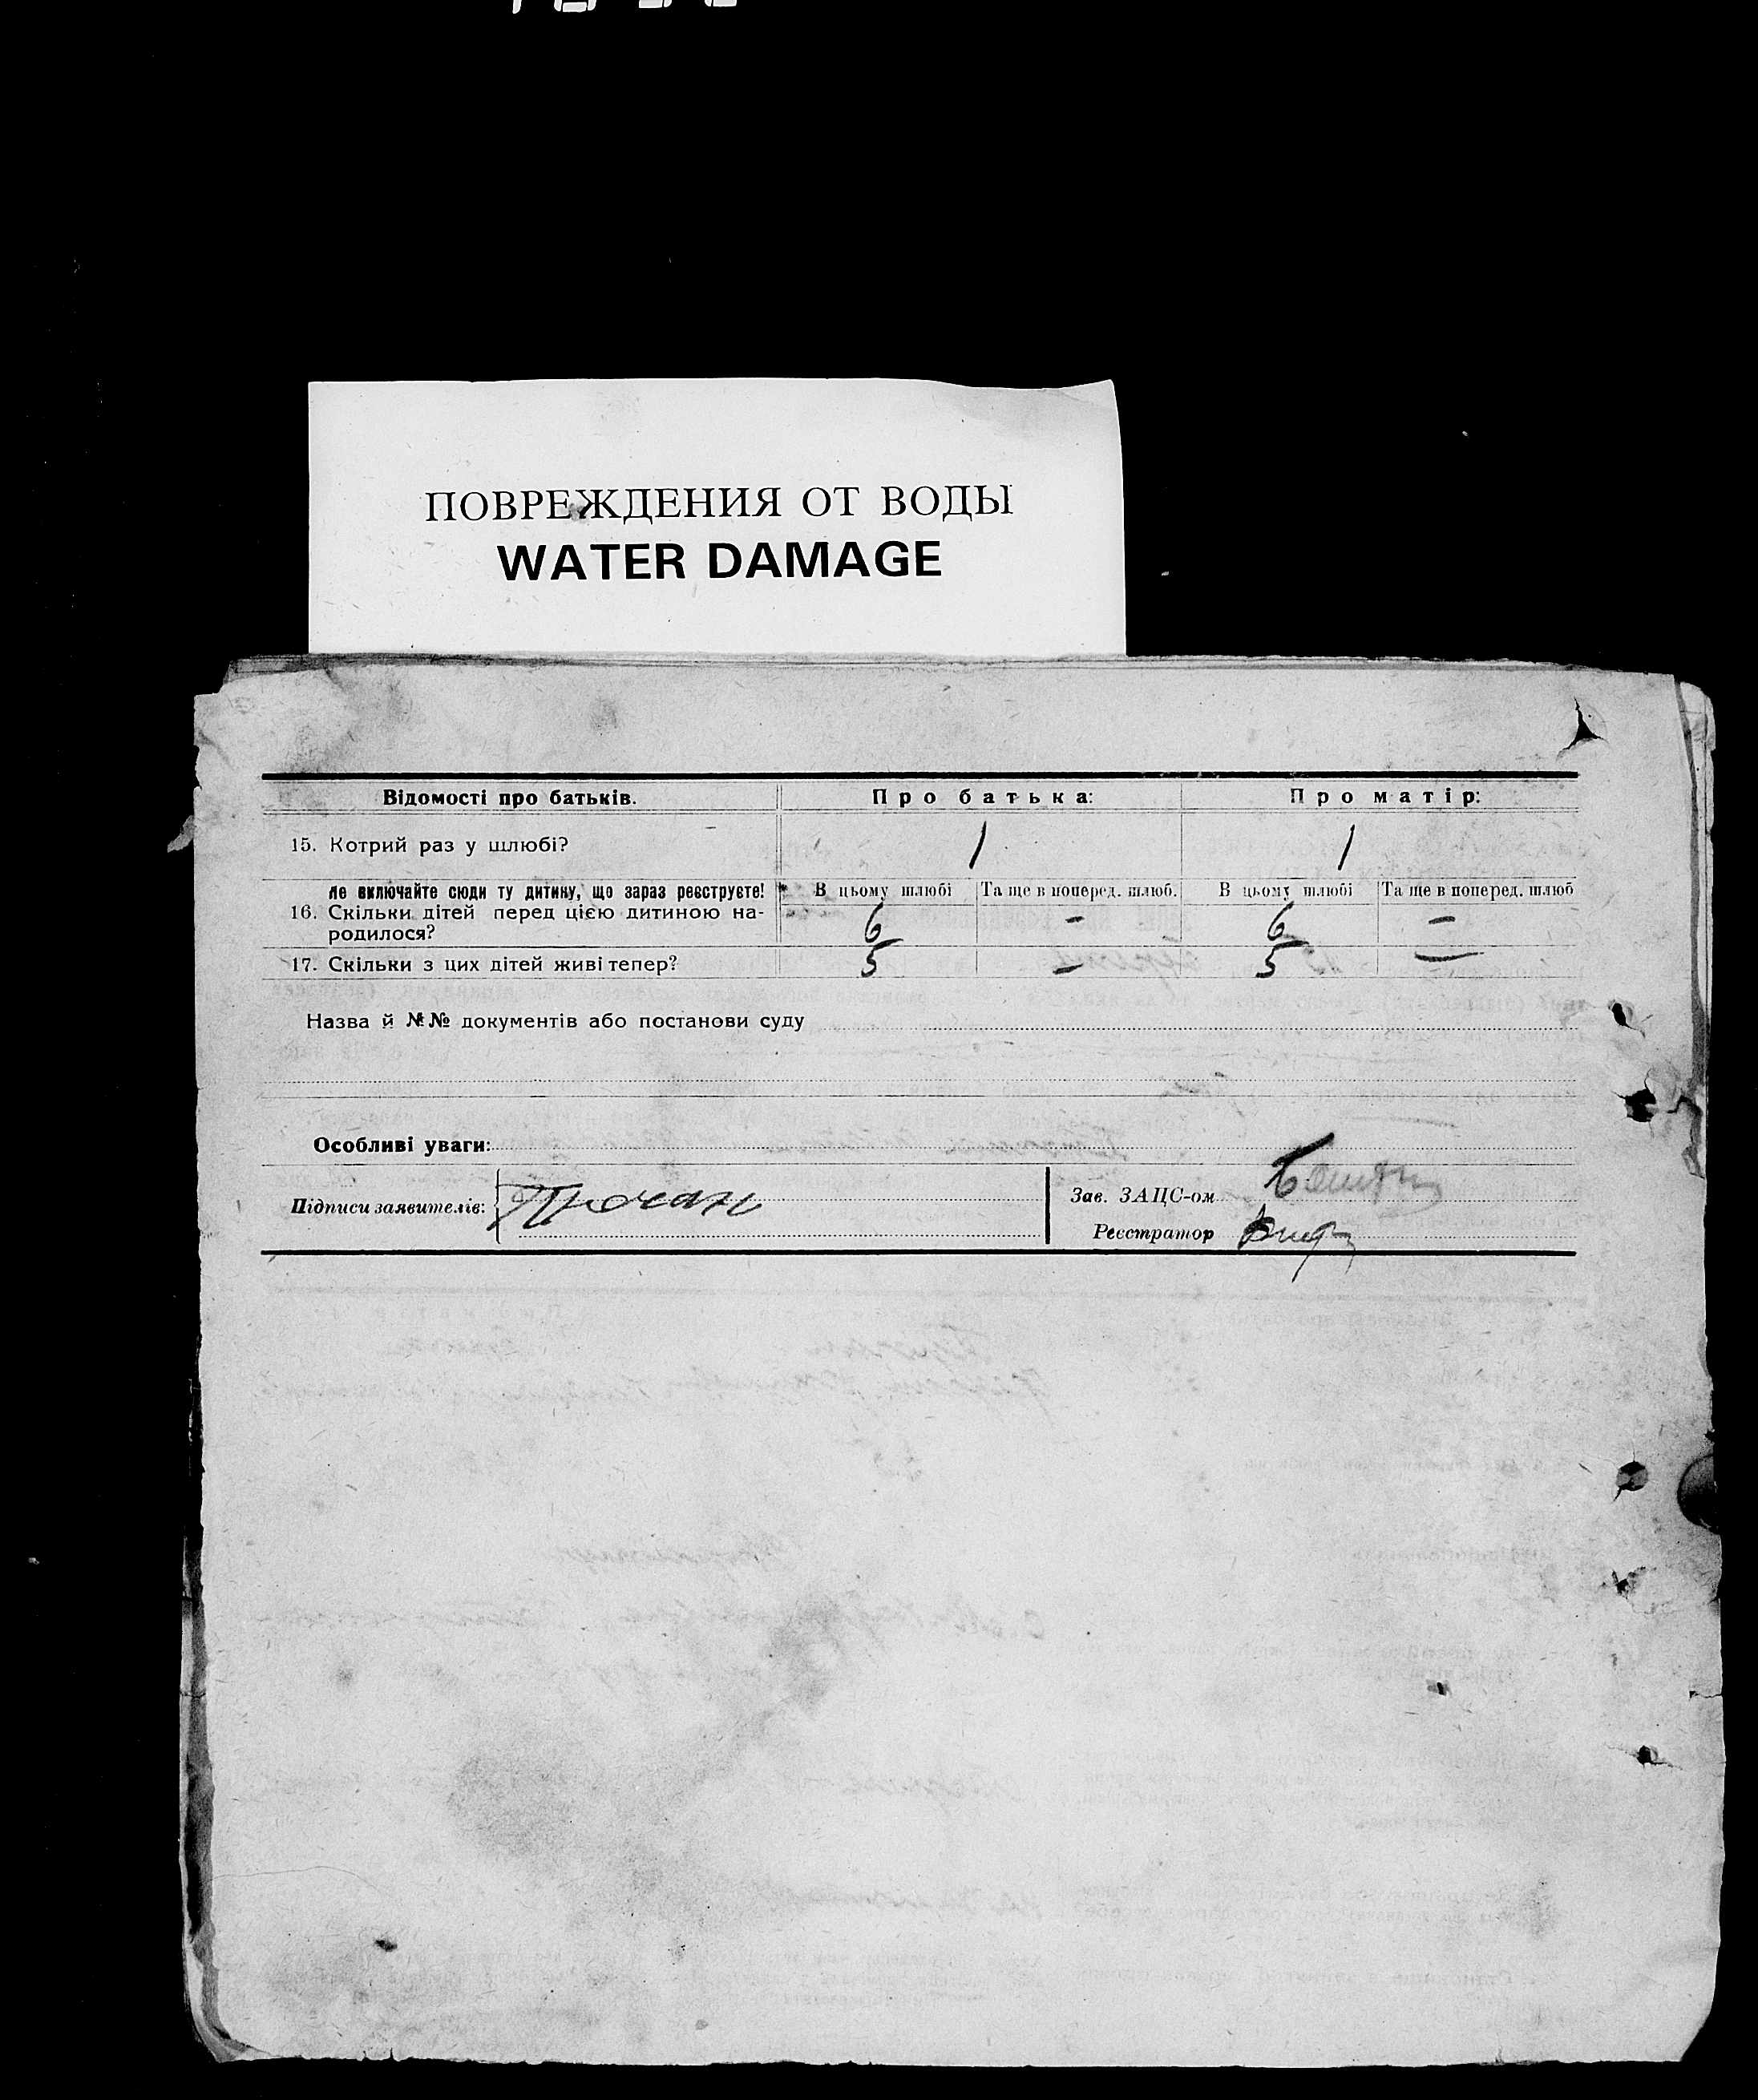 ПОВРЕЖДЕНИЯ ОТ ВОДЫ
WATER DAMAGE
Відомості про батьків. Про батька: Про матір:
15. Котрий раз у шлюбі? 1 1
Не включайте сюди ту дитину, що зараз реєструєте! В цьому шлюбі Та ще в поперед. шлюб. В цьому шлюбі Та ще в поперед. шлюб
16. Скільки дітей перед цією дитиною на-
родилося? 6 – 6 –
17. Скільки з цих дітей живі тепер? 5 – 5 –
Назва й №№ документів або постанови суду
Особливі уваги:
Підписи заявителів: Зав. ЗАЦС-ом
Реєстратор